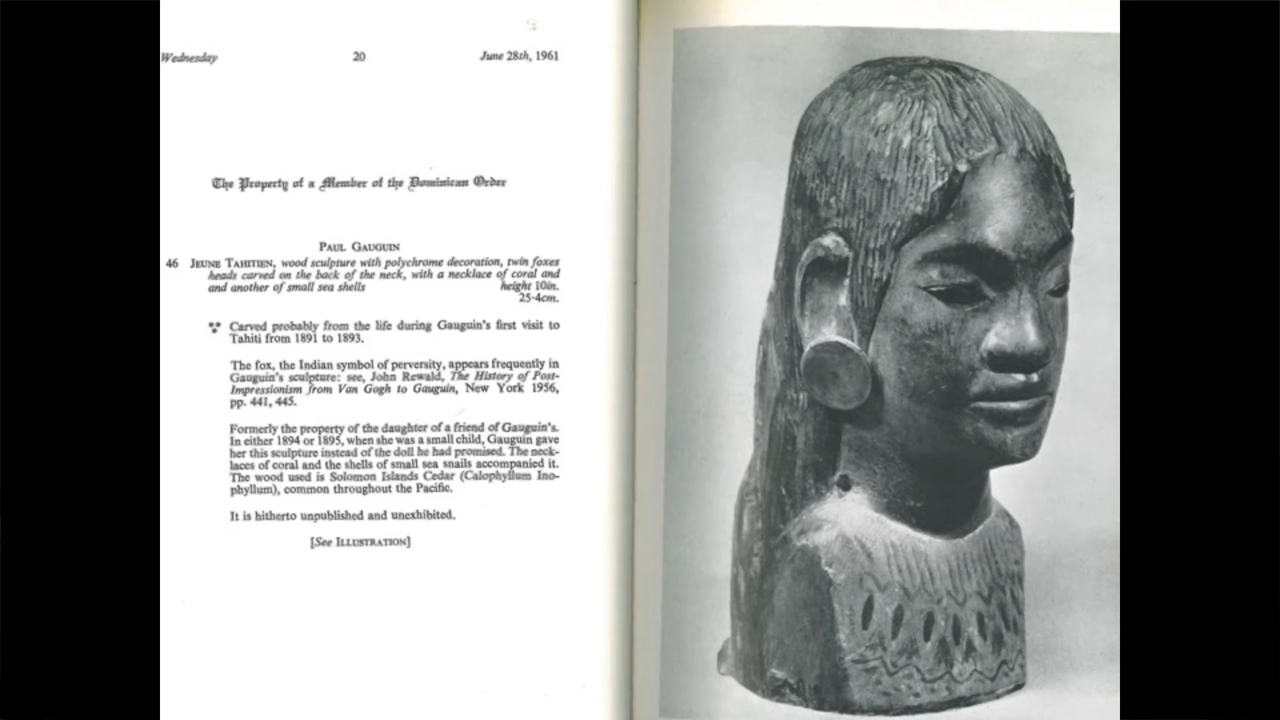 Wednesday 20 June 28th, 1961
The Property of a Member of the Dominican Order
PAUL GAUGUIN
46 JEUNE TAHITIEN, wood sculpture with polychrome decoration, twin foxes
heads carved on the back of the neck, with a necklace of coral and
and another of small sea shells height 10in.
25·4cm.
Carved probably from the life during Gauguin's first visit to
Tahiti from 1891 to 1893.
The fox, the Indian symbol of perversity, appears frequently in
Gauguin's sculpture: see, John Rewald, The History of Post-
Impressionism from Van Gogh to Gauguin, New York 1956,
pp. 441, 445.
Formerly the property of the daughter of a friend of Gauguin's.
In either 1894 or 1895, when she was a small child, Gauguin gave
her this sculpture instead of the doll he had promised. The neck-
laces of coral and the shells of small sea snails accompanied it.
The wood used is Solomon Islands Cedar (Calophyllum Ino-
phyllum), common throughout the Pacific.
It is hitherto unpublished and unexhibited.
[See ILLUSTRATION]